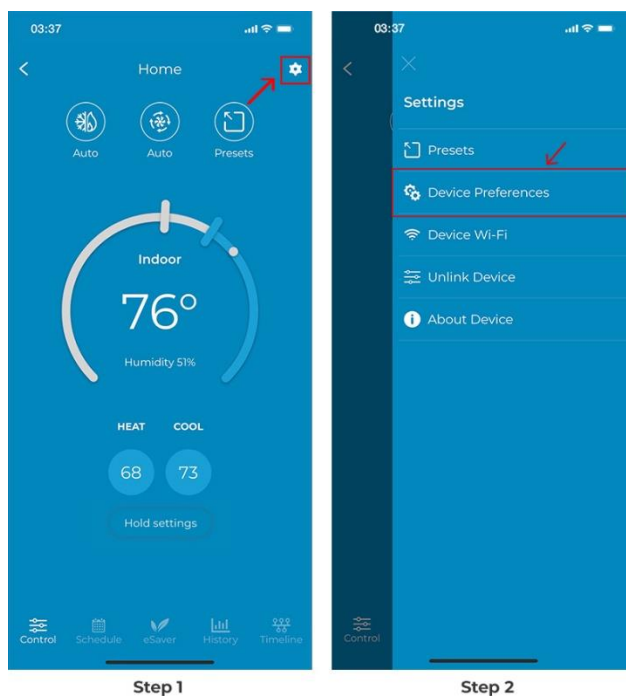 03:37
Home
Auto Auto Presets
Indoor
76°
Humidity 51%
HEAT COOL
68 73
Hold settings
Control Schedule eSaver History Timeline
Step 1
03:37
Settings
Presets
Device Preferences
Device Wi-Fi
Unlink Device
About Device
Control
Step 2